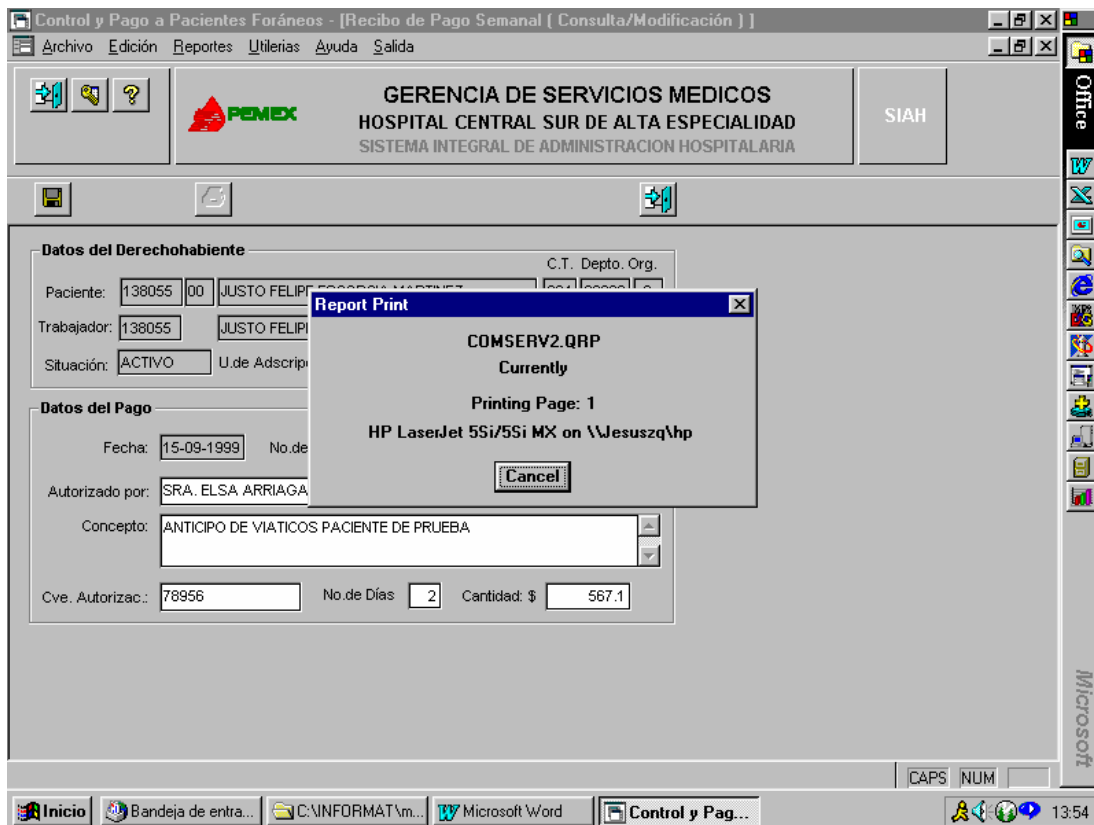 Control y Pago a Pacientes Foráneos - [Recibo de Pago Semanal ( Consulta/Modificación ) ]
Archivo Edición Reportes Utilerias Ayuda Salida
PEMEX
GERENCIA DE SERVICIOS MEDICOS
HOSPITAL CENTRAL SUR DE ALTA ESPECIALIDAD
SISTEMA INTEGRAL DE ADMINISTRACION HOSPITALARIA
SIAH
Office
Datos del Derechohabiente
C.T. Depto. Org.
Paciente: 138055 00 JUSTO FELIPE
Trabajador: 138055 JUSTO FELIP
Situación: ACTIVO U.de Adscrip
Report Print
COMSERV2.QRP
Currently
Printing Page: 1
HP LaserJet 5Si/5Si MX on \\Jesuszq\hp
Cancel
Datos del Pago
Fecha: 15-09-1999 No.de
Autorizado por: SRA. ELSA ARRIAGA
Concepto: ANTICIPO DE VIATICOS PACIENTE DE PRUEBA
Cve. Autorizac.: 78956 No.de Días 2 Cantidad: $ 567.1
Microsoft
CAPS NUM
Inicio Bandeja de entra... C:\INFORMAT\m... Microsoft Word Control y Pag... 13:54